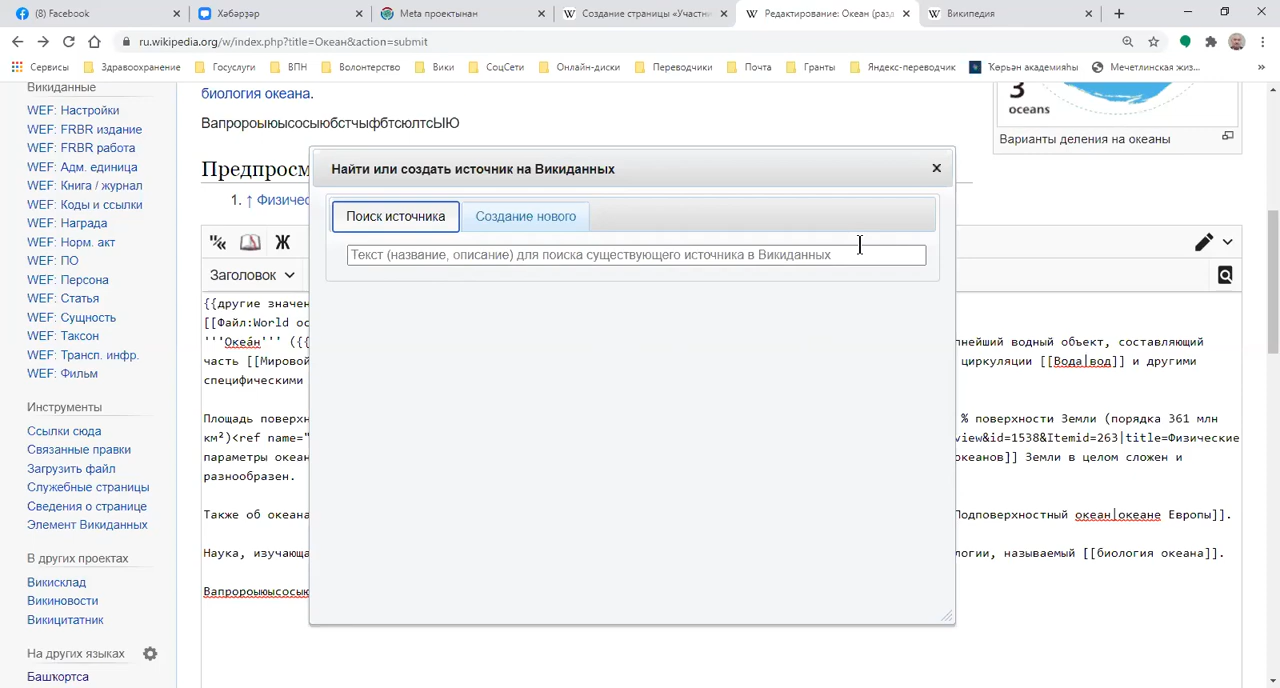 (8) Facebook
Хәбәрҙәр
Meta проектынан
Создание страницы «Участни
Редактирование: Океан (разд
Википедия
ru.wikipedia.org/w/index.php?title=Океан&action=submit
Сервисы
Здравоохранение
Госуслуги
ВПН
Волонтерство
Вики
СоцСети
Онлайн-диски
Переводчики
Почта
Гранты
Яндекс-переводчик
Ҡөрьән академияһы
Мечетлинская жиз...
»
Викиданные
WEF: Настройки
WEF: FRBR издание
WEF: FRBR работа
WEF: Адм. единица
WEF: Книга / журнал
WEF: Коды и ссылки
WEF: Награда
WEF: Норм. акт
WEF: ПО
WEF: Персона
WEF: Статья
WEF: Сущность
WEF: Таксон
WEF: Трансп. инфр.
WEF: Фильм
Инструменты
Ссылки сюда
Связанные правки
Загрузить файл
Служебные страницы
Сведения о странице
Элемент Викиданных
В других проектах
Викисклад
Викиновости
Викицитатник
На других языках
Башҡортса
биология океана.
ВапророыюысосыюбстчыфбтсюлтсЫЮ
3
oceans
Варианты деления на океаны
Предпросм
1. ↑ Физичес
Найти или создать источник на Викиданных
Поиск источника
Создание нового
Текст (название, описание) для поиска существующего источника в Викиданных
Ж
Заголовок
{{другие значен
[[Файл:World oc
'''Океа́н''' ({{ пнейший водный объект, составляющий
часть [[Мировой циркуляции [[Вода|вод]] и другими
специфическими
Площадь поверхн % поверхности Земли (порядка 361 млн
км²)<ref name=" view&id=1538&Itemid=263|title=Физические
параметры океан океанов]] Земли в целом сложен и
разнообразен.
Также об океана Подповерхностный океан|океане Европы]].
Наука, изучающа логии, называемый [[биология океана]].
Вапророыюысосыю